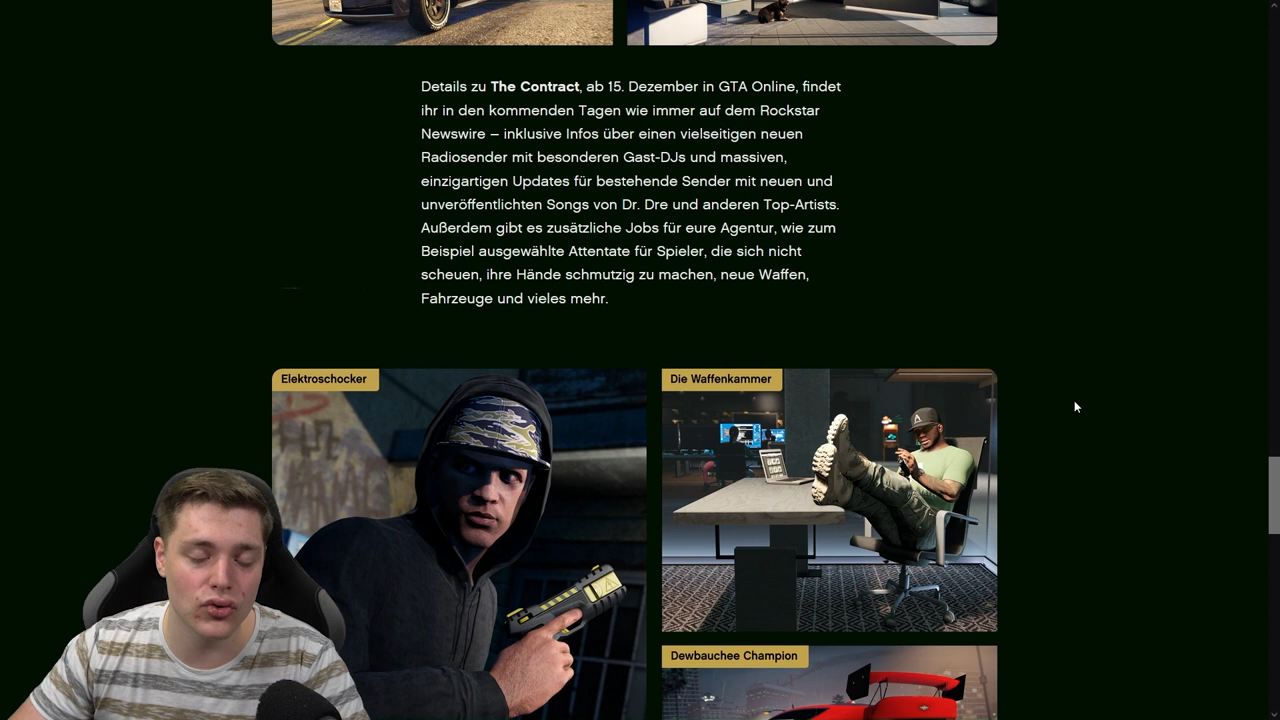 Details zu The Contract, ab 15. Dezember in GTA Online, findet
ihr in den kommenden Tagen wie immer auf dem Rockstar
Newswire – inklusive Infos über einen vielseitigen neuen
Radiosender mit besonderen Gast-DJs und massiven,
einzigartigen Updates für bestehende Sender mit neuen und
unveröffentlichten Songs von Dr. Dre und anderen Top-Artists.
Außerdem gibt es zusätzliche Jobs für eure Agentur, wie zum
Beispiel ausgewählte Attentate für Spieler, die sich nicht
scheuen, ihre Hände schmutzig zu machen, neue Waffen,
Fahrzeuge und vieles mehr.
Elektroschocker
Die Waffenkammer
Dewbauchee Champion